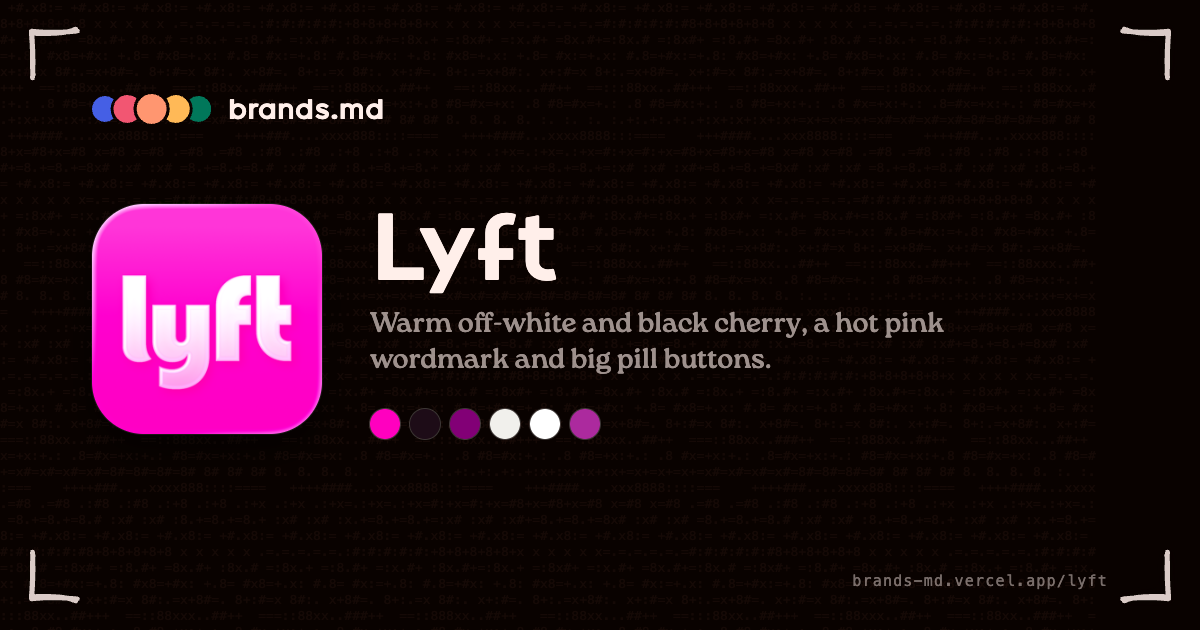 brands.md
lyft
Lyft
Warm off-white and black cherry, a hot pink
wordmark and big pill buttons.
brands-md.vercel.app/lyft